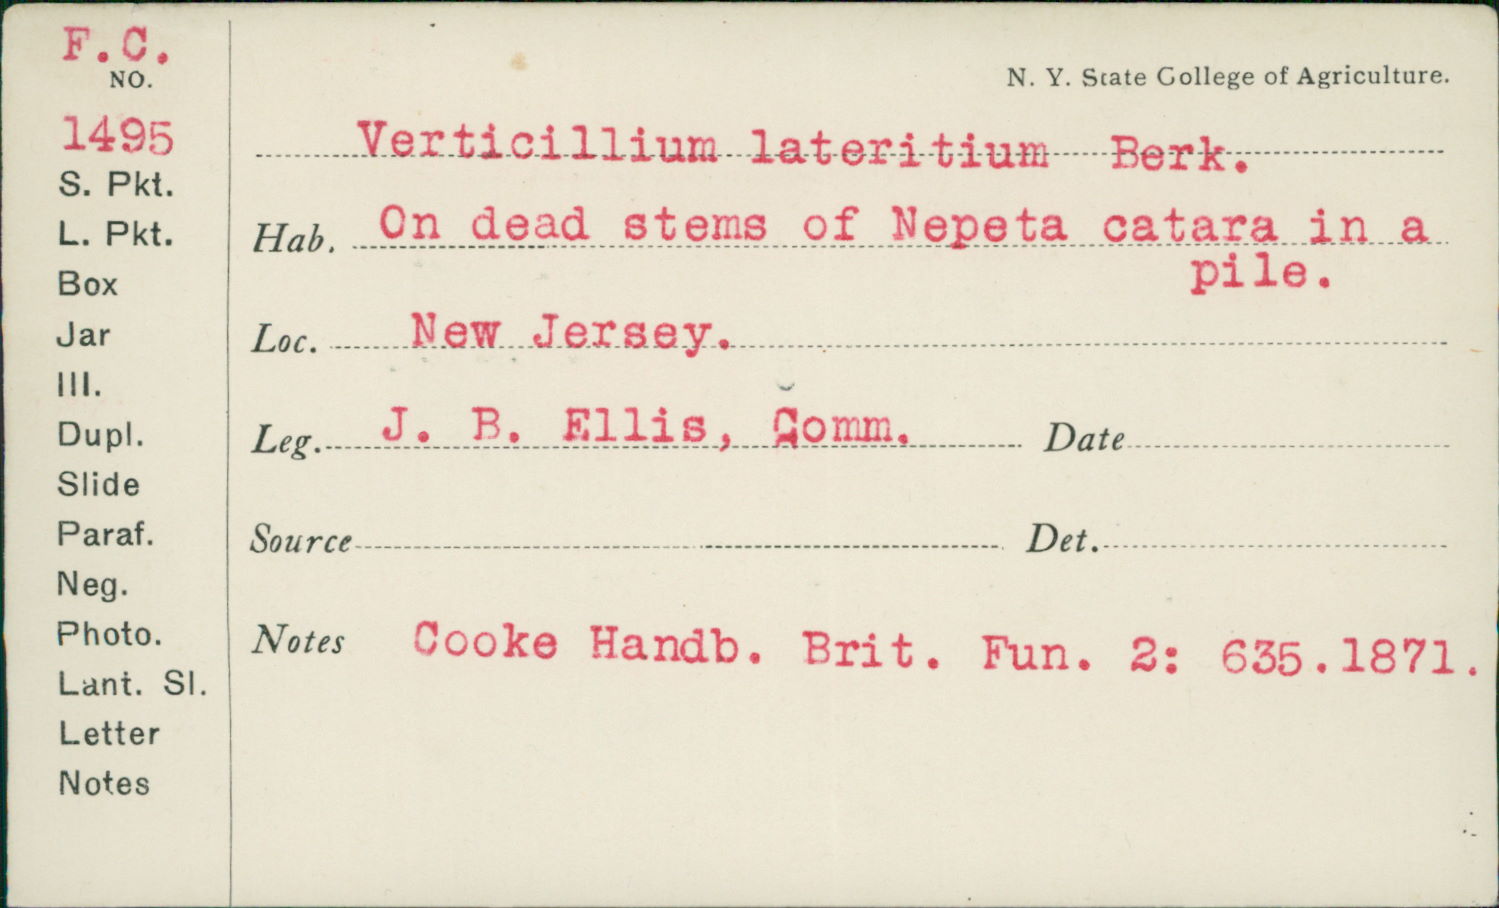 F.C.
NO.
1495
S. Pkt.
L. Pkt.
Box
Jar
Ill.
Dupl.
Slide
Paraf.
Neg.
Photo.
Lant. Sl.
Letter
Notes
N. Y. State College of Agriculture.
Verticillium lateritium Berk.
Hab. On dead stems of Nepeta catara in a
pile.
Loc. New Jersey.
Leg. J. B. Ellis, Comm. Date
Source Det.
Notes Cooke Handb. Brit. Fun. 2: 635.1871.